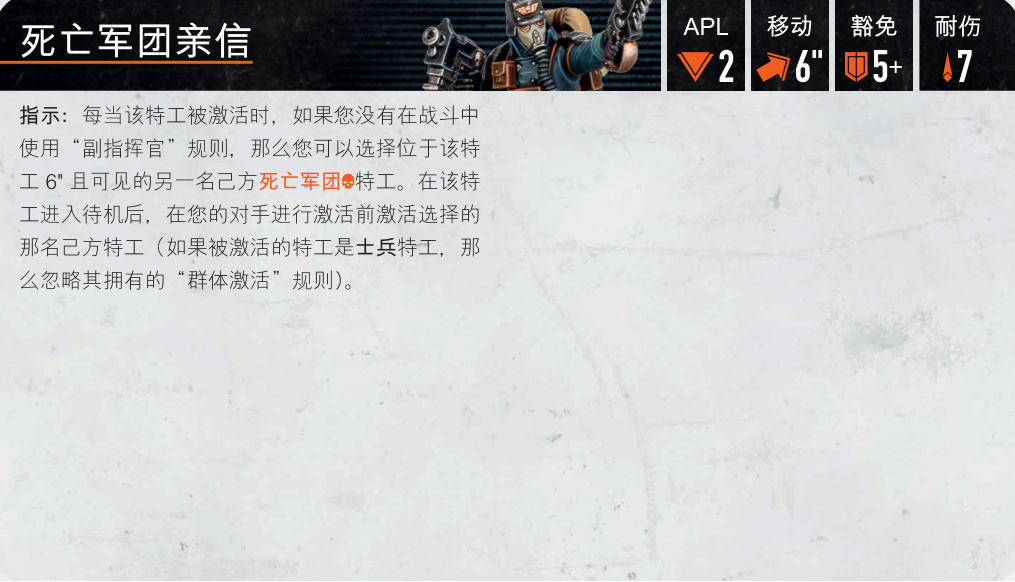 死亡军团亲信
APL 移动 豁免 耐伤
2 6" 5+ 7
指示：每当该特工被激活时，如果您没有在战斗中
使用“副指挥官”规则，那么您可以选择位于该特
工 6" 且可见的另一名己方死亡军团💀特工。在该特
工进入待机后，在您的对手进行激活前激活选择的
那名己方特工（如果被激活的特工是士兵特工，那
么忽略其拥有的“群体激活”规则）。